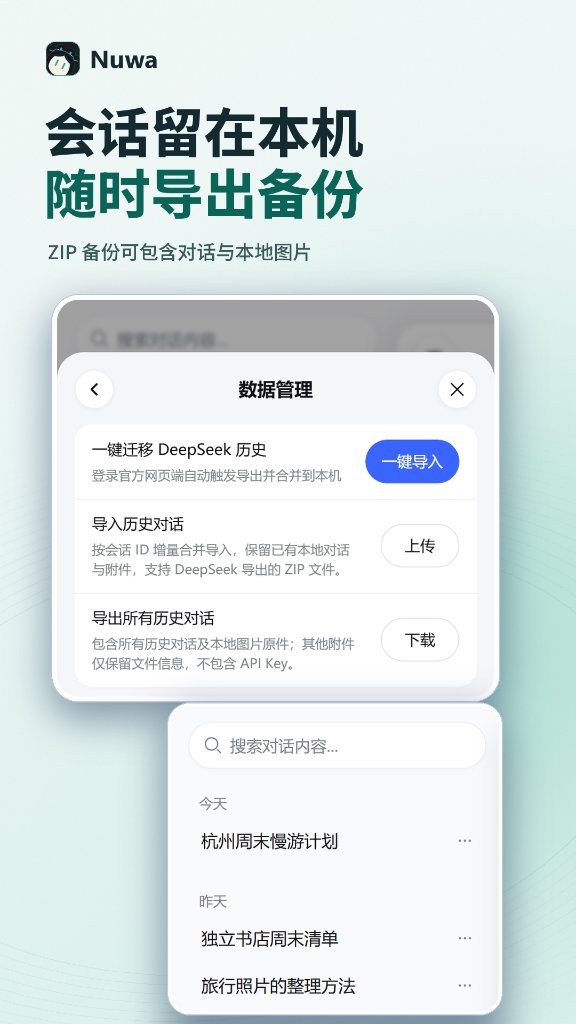 Nuwa
会话留在本机
随时导出备份
ZIP 备份可包含对话与本地图片
搜索对话内容...
数据管理
一键迁移 DeepSeek 历史
登录官方网页端自动触发导出并合并到本机
一键导入
导入历史对话
按会话 ID 增量合并导入，保留已有本地对话
与附件，支持 DeepSeek 导出的 ZIP 文件。
上传
导出所有历史对话
包含所有历史对话及本地图片原件；其他附件
仅保留文件信息，不包含 API Key。
下载
搜索对话内容...
今天
杭州周末慢游计划
昨天
独立书店周末清单
旅行照片的整理方法